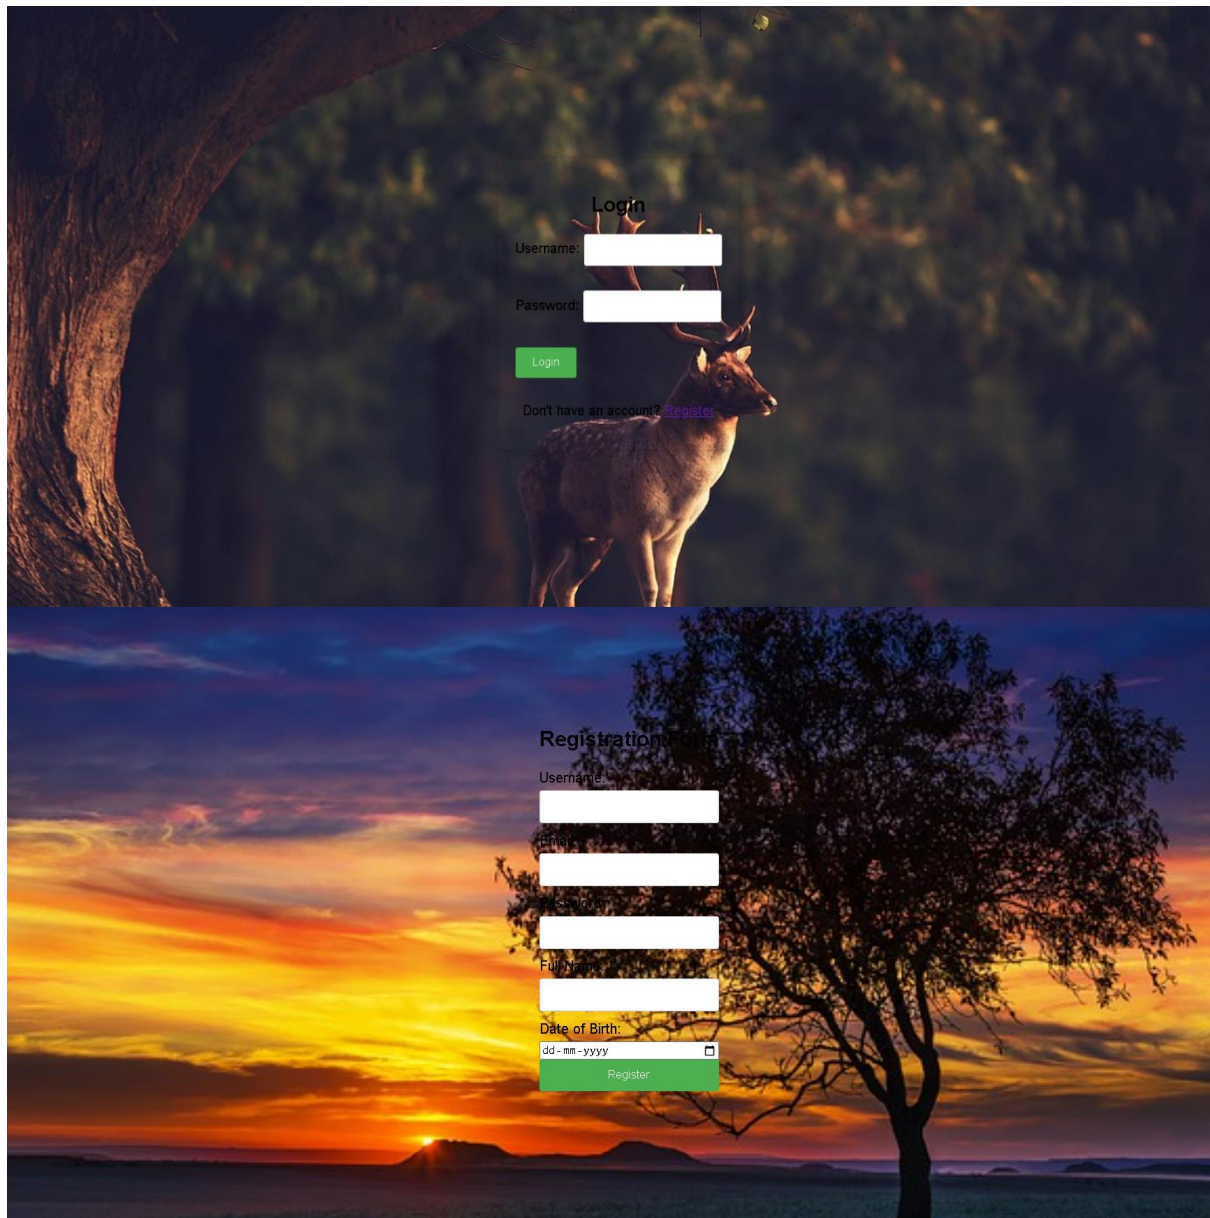 Login
Username:
Password:
Login
Don't have an account? Register
Registration Form
Username:
Email:
Password:
Full Name:
Date of Birth:
dd-mm-yyyy
Register